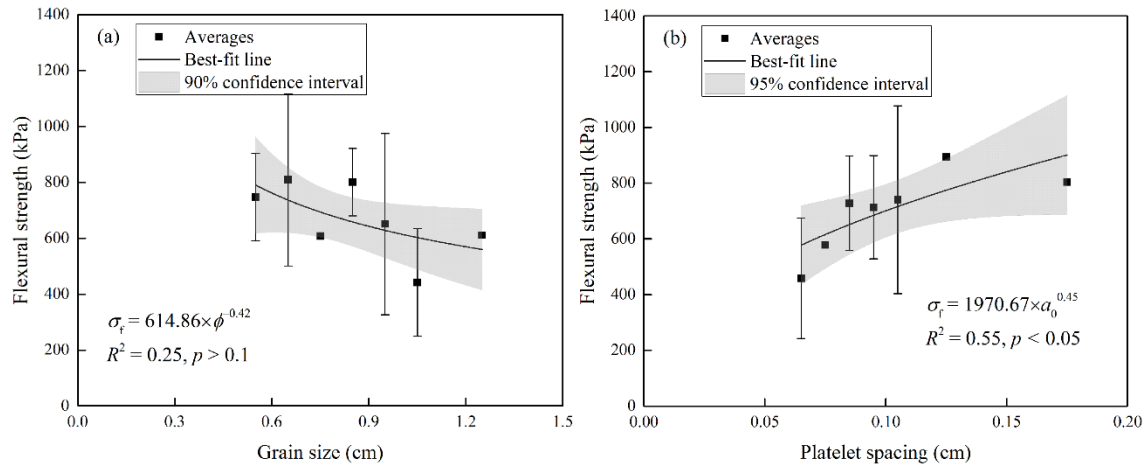 (a)
Averages
Best-fit line
90% confidence interval
1400
1200
1000
800
600
400
200
0
Flexural strength (kPa)
σf = 614.86×ϕ^−0.42
R² = 0.25, p > 0.1
0.0 0.3 0.6 0.9 1.2 1.5
Grain size (cm)
(b)
Averages
Best-fit line
95% confidence interval
1400
1200
1000
800
600
400
200
0
Flexural strength (kPa)
σf = 1970.67×a₀^0.45
R² = 0.55, p < 0.05
0.00 0.05 0.10 0.15 0.20
Platelet spacing (cm)